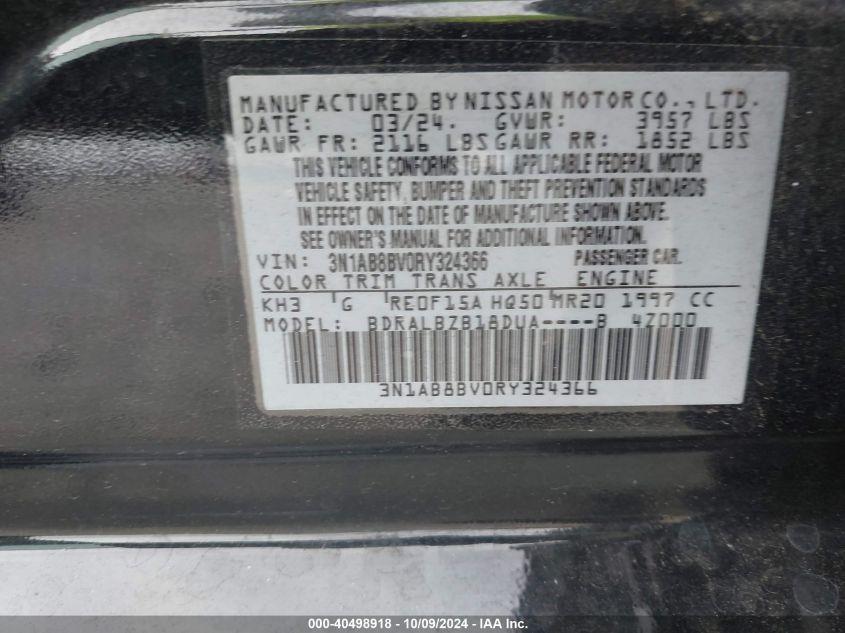 MANUFACTURED BY NISSAN MOTOR CO., LTD.
DATE: 03/24. GVWR: 3957 LBS
GAWR FR: 2116 LBS GAWR RR: 1852 LBS
THIS VEHICLE CONFORMS TO ALL APPLICABLE FEDERAL MOTOR
VEHICLE SAFETY, BUMPER AND THEFT PREVENTION STANDARDS
IN EFFECT ON THE DATE OF MANUFACTURE SHOWN ABOVE.
SEE OWNER'S MANUAL FOR ADDITIONAL INFORMATION.
VIN: 3N1AB8BV0RY324366 PASSENGER CAR.
COLOR TRIM TRANS AXLE ENGINE
KH3 G RE0F15A HQ50 MR20 1997 CC
MODEL: BDRALBZB18DUA----B 4Z000
3N1AB8BV0RY324366
000-40498918 - 10/09/2024 - IAA Inc.